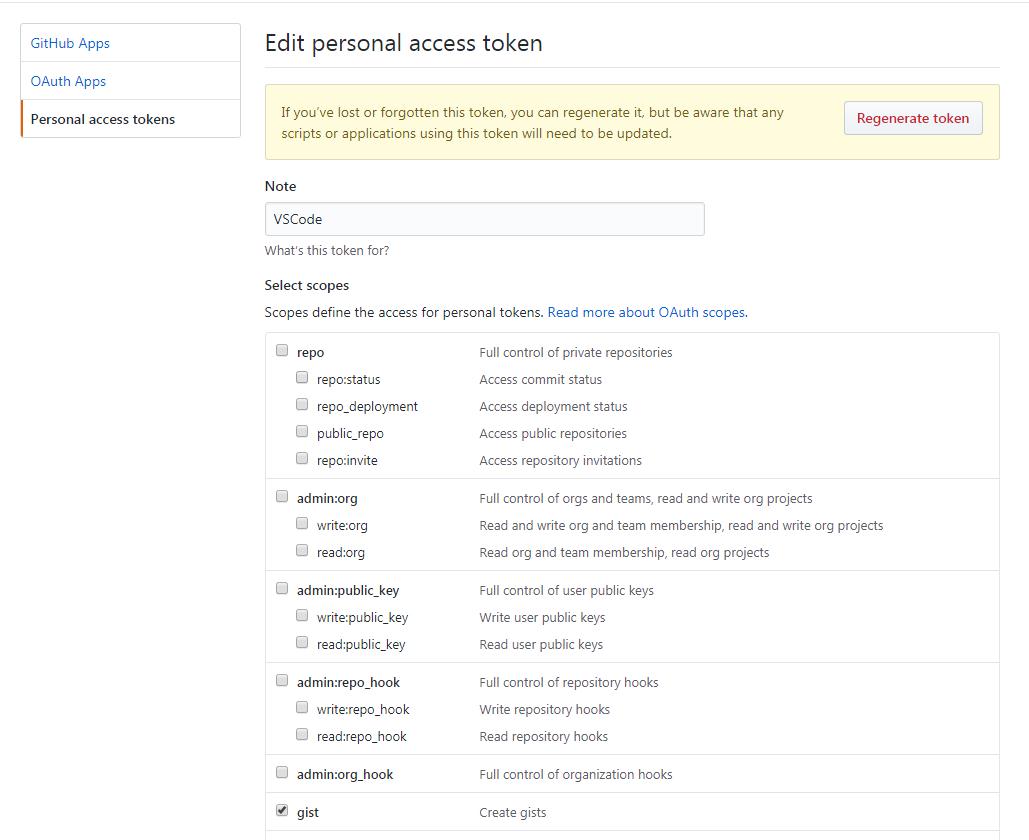 GitHub Apps
OAuth Apps
Personal access tokens
Edit personal access token
If you've lost or forgotten this token, you can regenerate it, but be aware that any
scripts or applications using this token will need to be updated.
Regenerate token
Note
VSCode
What's this token for?
Select scopes
Scopes define the access for personal tokens. Read more about OAuth scopes.
repo Full control of private repositories
repo:status Access commit status
repo_deployment Access deployment status
public_repo Access public repositories
repo:invite Access repository invitations
admin:org Full control of orgs and teams, read and write org projects
write:org Read and write org and team membership, read and write org projects
read:org Read org and team membership, read org projects
admin:public_key Full control of user public keys
write:public_key Write user public keys
read:public_key Read user public keys
admin:repo_hook Full control of repository hooks
write:repo_hook Write repository hooks
read:repo_hook Read repository hooks
admin:org_hook Full control of organization hooks
gist Create gists